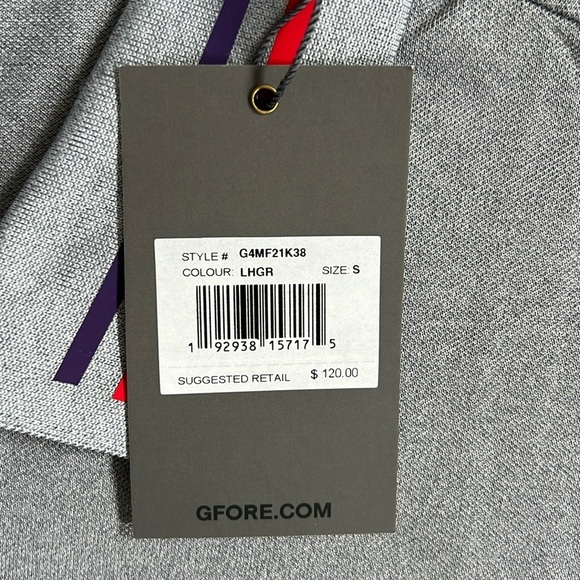 STYLE # G4MF21K38
COLOUR: LHGR SIZE: S
1 92938 15717 5
SUGGESTED RETAIL $ 120.00
GFORE.COM